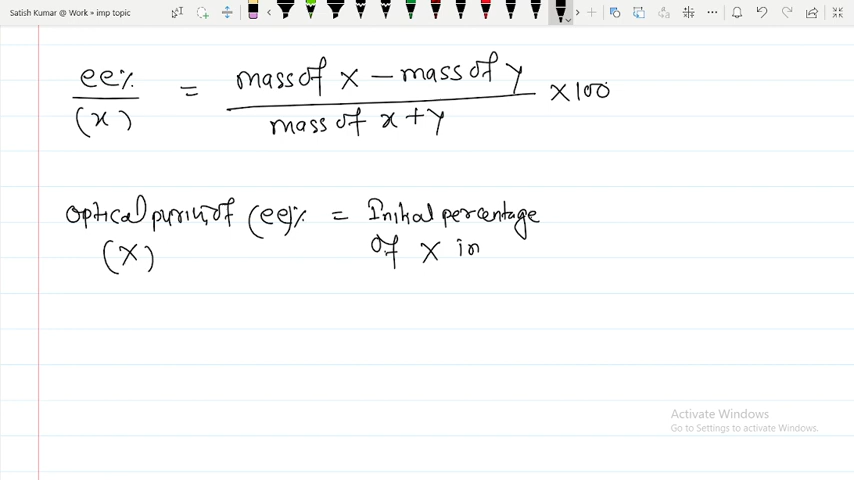 Satish Kumar @ Work » imp topic
ee% = mass of x - mass of y × 100
(x) mass of x + y
optical purity of (ee)% = Initial percentage
(X) of X in
Activate Windows
Go to Settings to activate Windows.